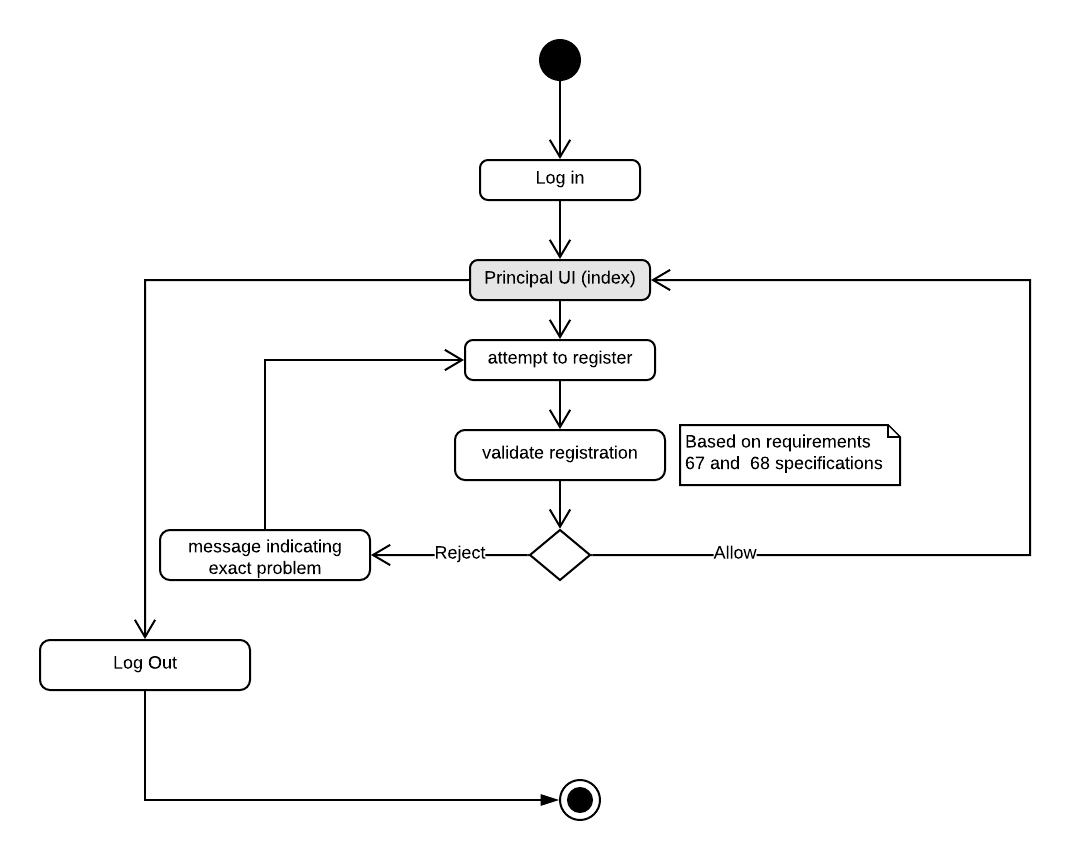 Log in
Principal UI (index)
attempt to register
validate registration
Based on requirements
67 and  68 specifications
message indicating
exact problem
Reject
Allow
Log Out